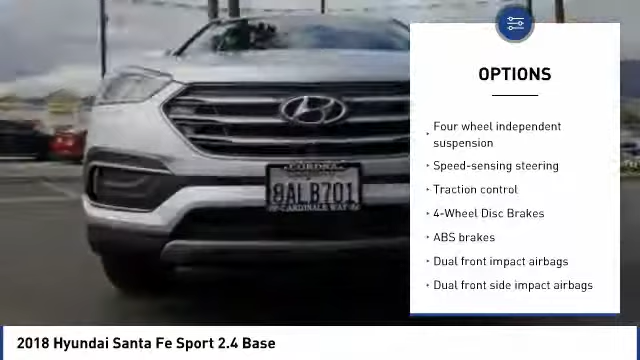 OPTIONS
Four wheel independent
suspension
Speed-sensing steering
Traction control
4-Wheel Disc Brakes
ABS brakes
Dual front impact airbags
Dual front side impact airbags
CORONA
8ALB701
CARDINALE WAY
2018 Hyundai Santa Fe Sport 2.4 Base